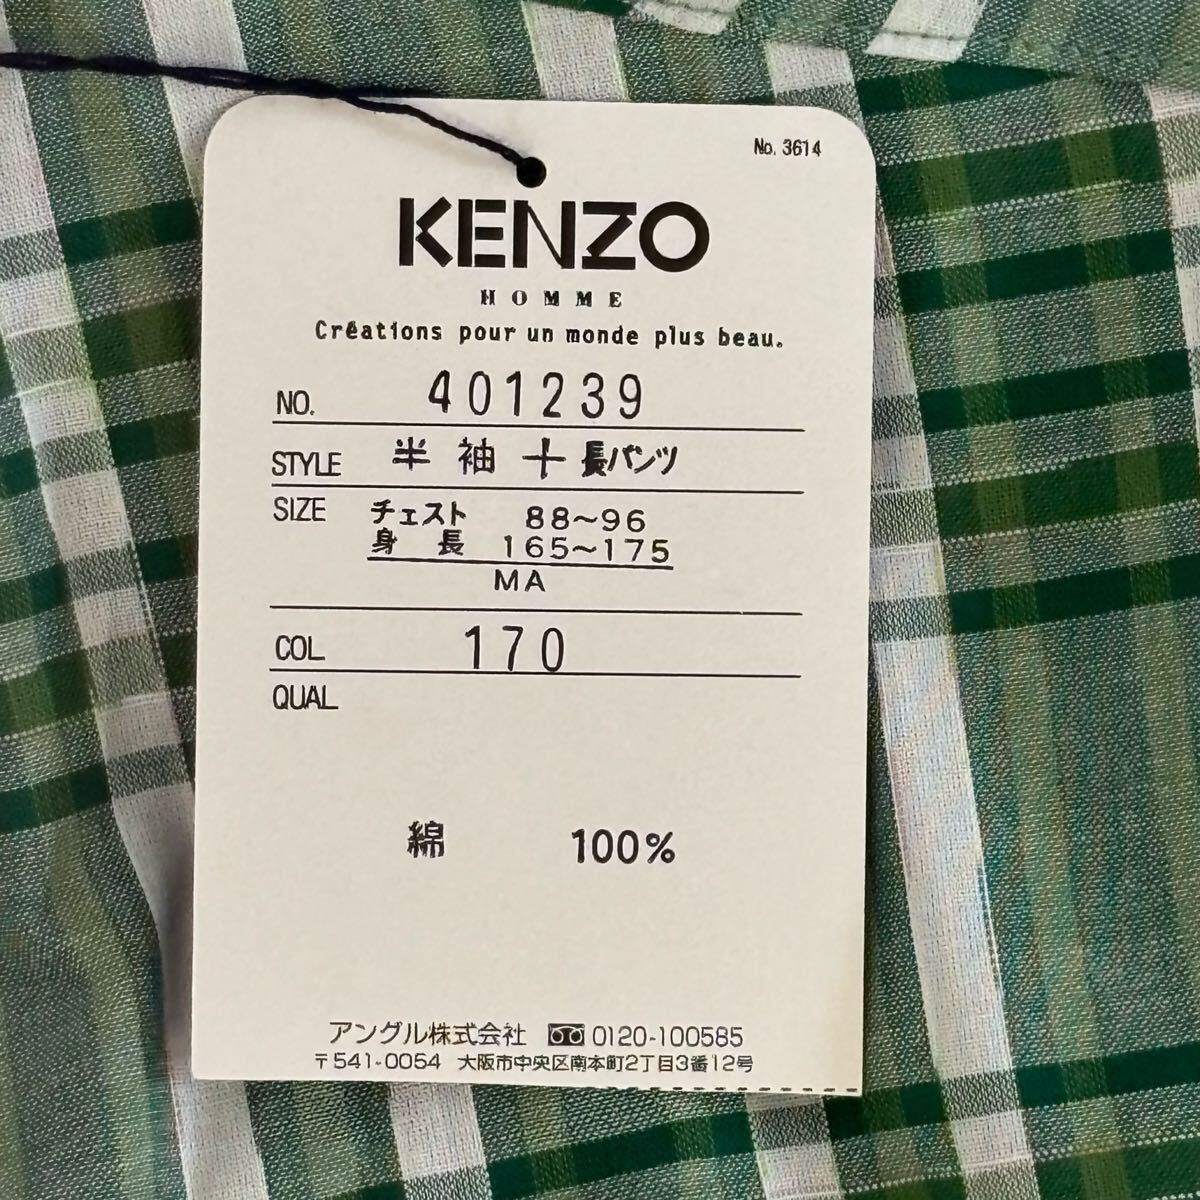 No. 3614
KENZO
HOMME
Créations pour un monde plus beau.
NO. 401239
STYLE 半袖＋長パンツ
SIZE チェスト 88~96
身長 165~175
MA
COL 170
QUAL
綿 100%
アングル株式会社 0120-100585
〒541-0054 大阪市中央区南本町2丁目3番12号